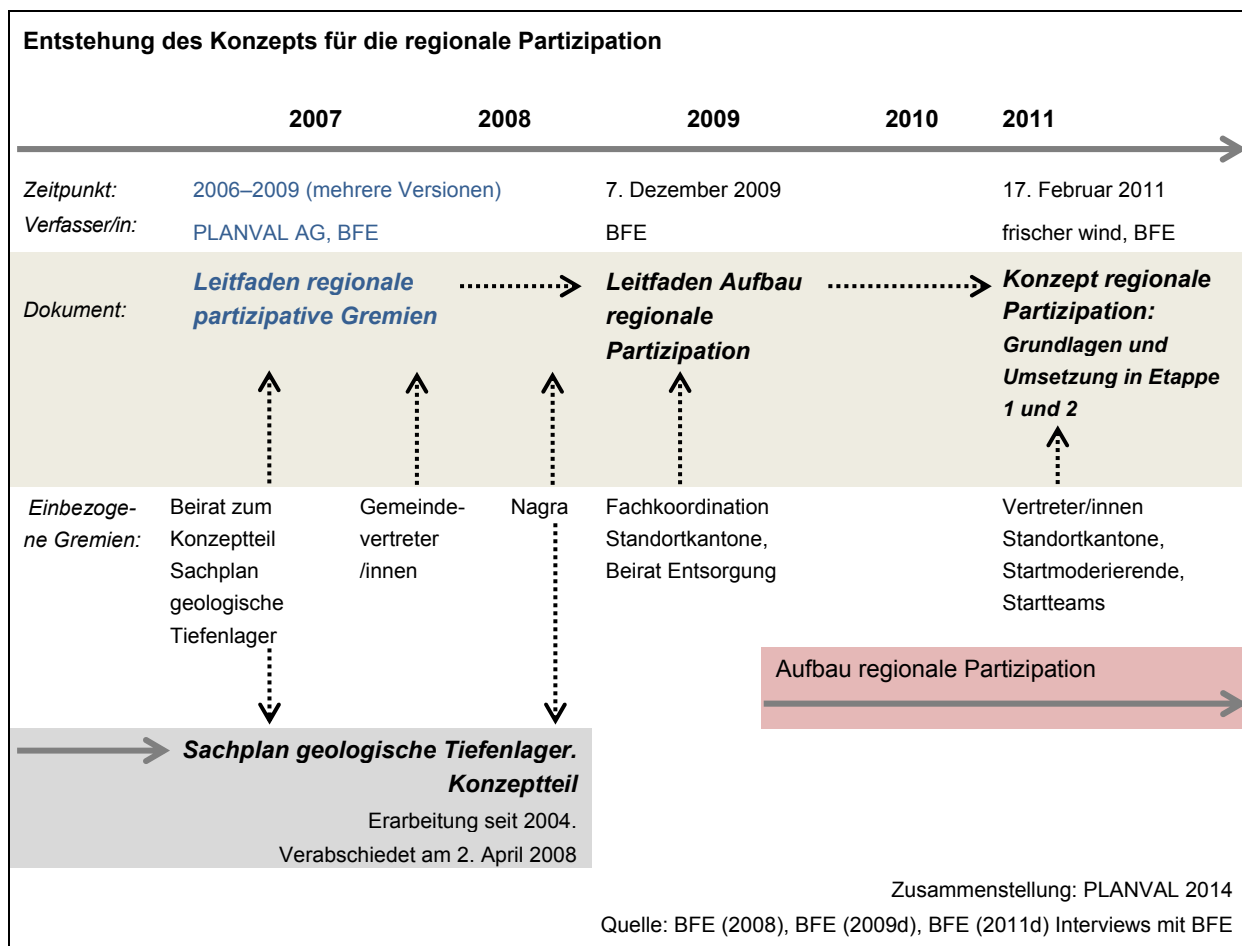 Entstehung des Konzepts für die regionale Partizipation
2007 2008 2009 2010 2011
Zeitpunkt: 2006–2009 (mehrere Versionen) 7. Dezember 2009 17. Februar 2011
Verfasser/in: PLANVAL AG, BFE BFE frischer wind, BFE
Dokument:
Leitfaden regionale
partizipative Gremien
Leitfaden Aufbau
regionale
Partizipation
Konzept regionale
Partizipation:
Grundlagen und
Umsetzung in Etappe
1 und 2
Einbezoge-
ne Gremien:
Beirat zum
Konzeptteil
Sachplan
geologische
Tiefenlager
Gemeinde-
vertreter
/innen
Nagra
Fachkoordination
Standortkantone,
Beirat Entsorgung
Vertreter/innen
Standortkantone,
Startmoderierende,
Startteams
Aufbau regionale Partizipation
Sachplan geologische Tiefenlager.
Konzeptteil
Erarbeitung seit 2004.
Verabschiedet am 2. April 2008
Zusammenstellung: PLANVAL 2014
Quelle: BFE (2008), BFE (2009d), BFE (2011d) Interviews mit BFE